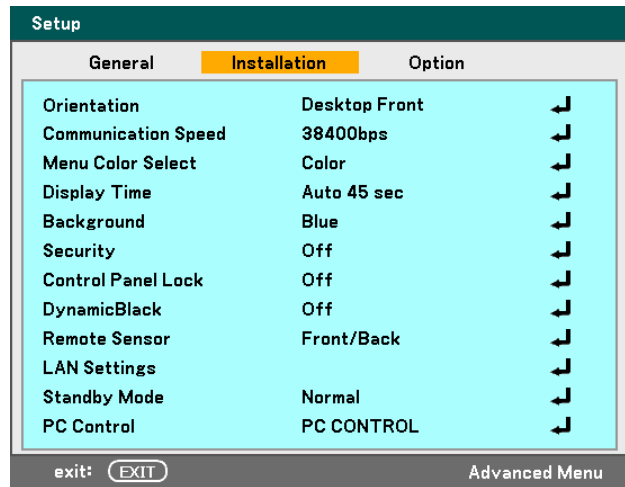 Setup
General Installation Option
Orientation Desktop Front
Communication Speed 38400bps
Menu Color Select Color
Display Time Auto 45 sec
Background Blue
Security Off
Control Panel Lock Off
DynamicBlack Off
Remote Sensor Front/Back
LAN Settings
Standby Mode Normal
PC Control PC CONTROL
exit: EXIT Advanced Menu